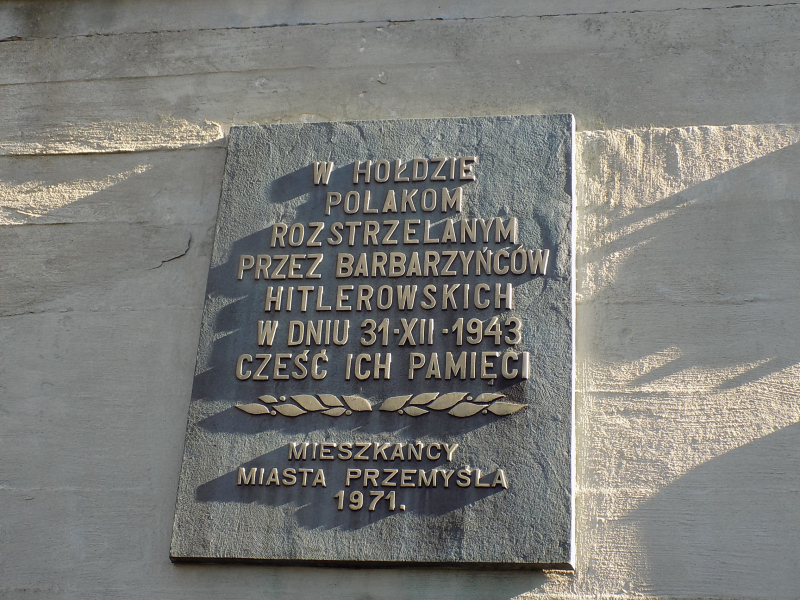 W HOŁDZIE
POLAKOM
ROZSTRZELANYM
PRZEZ BARBARZYŃCÓW
HITLEROWSKICH
W DNIU 31·XII·1943
CZEŚĆ ICH PAMIĘCI
MIESZKAŃCY
MIASTA PRZEMYŚLA
1971.